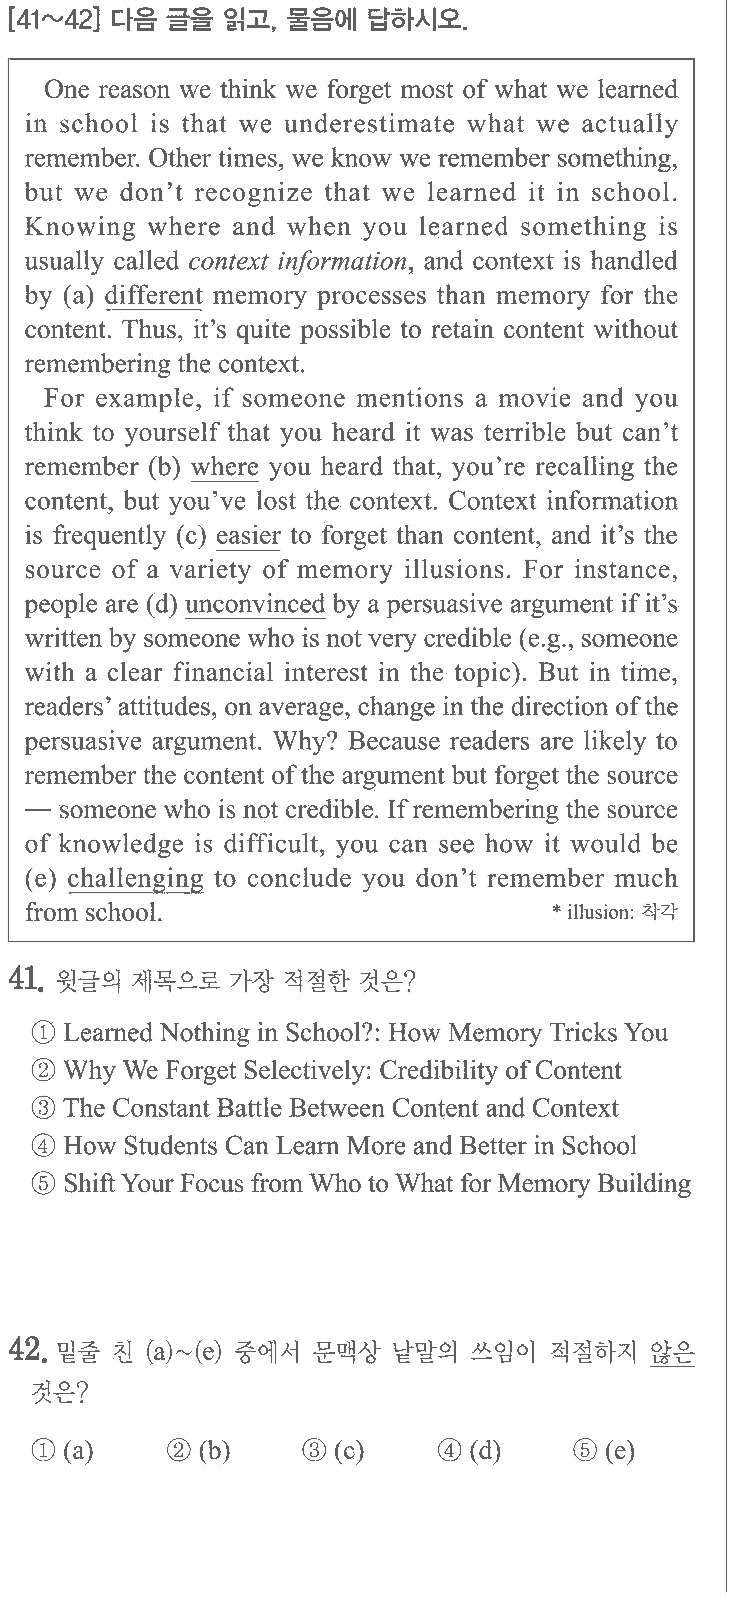 [41~42] 다음 글을 읽고, 물음에 답하시오.
One reason we think we forget most of what we learned
in school is that we underestimate what we actually
remember. Other times, we know we remember something,
but we don't recognize that we learned it in school.
Knowing where and when you learned something is
usually called context information, and context is handled
by (a) different memory processes than memory for the
content. Thus, it's quite possible to retain content without
remembering the context.
For example, if someone mentions a movie and you
think to yourself that you heard it was terrible but can't
remember (b) where you heard that, you're recalling the
content, but you've lost the context. Context information
is frequently (c) easier to forget than content, and it's the
source of a variety of memory illusions. For instance,
people are (d) unconvinced by a persuasive argument if it's
written by someone who is not very credible (e.g., someone
with a clear financial interest in the topic). But in time,
readers' attitudes, on average, change in the direction of the
persuasive argument. Why? Because readers are likely to
remember the content of the argument but forget the source
— someone who is not credible. If remembering the source
of knowledge is difficult, you can see how it would be
(e) challenging to conclude you don't remember much
from school. * illusion: 착각
41. 윗글의 제목으로 가장 적절한 것은?
① Learned Nothing in School?: How Memory Tricks You
② Why We Forget Selectively: Credibility of Content
③ The Constant Battle Between Content and Context
④ How Students Can Learn More and Better in School
⑤ Shift Your Focus from Who to What for Memory Building
42. 밑줄 친 (a)~(e) 중에서 문맥상 낱말의 쓰임이 적절하지 않은
것은?
① (a) ② (b) ③ (c) ④ (d) ⑤ (e)